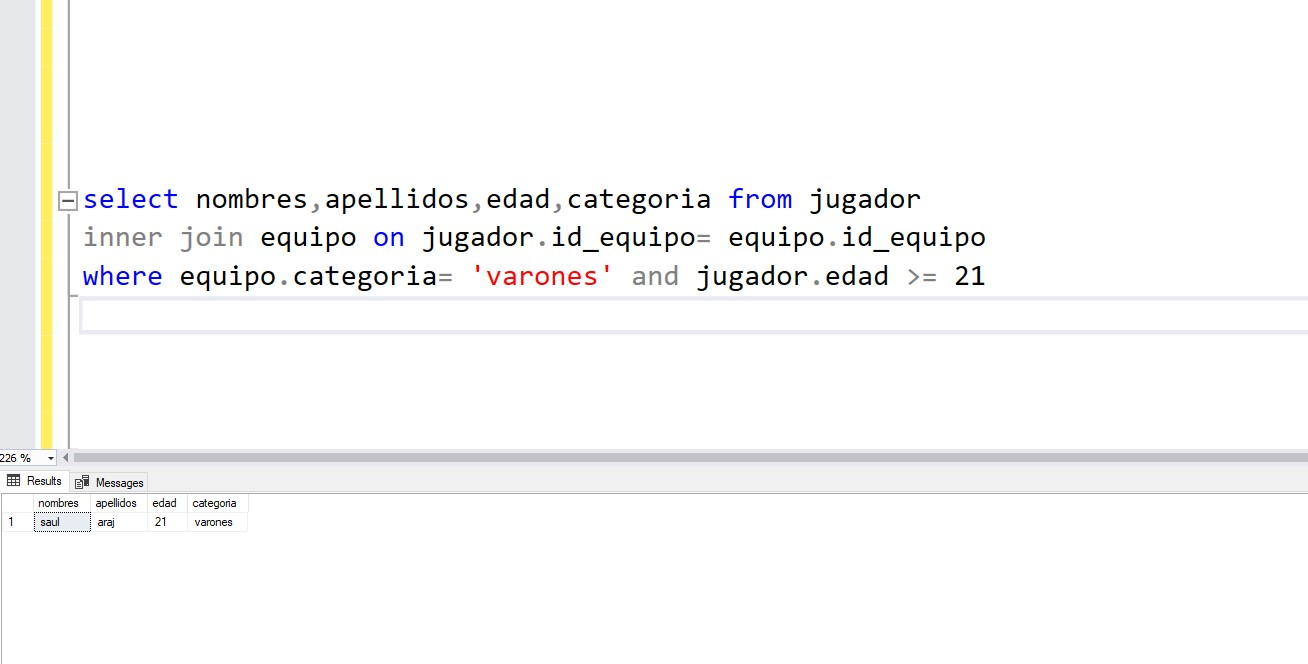 select nombres,apellidos,edad,categoria from jugador
inner join equipo on jugador.id_equipo= equipo.id_equipo
where equipo.categoria= 'varones' and jugador.edad >= 21
226 %
Results Messages
nombres apellidos edad categoria
1 saul araj 21 varones